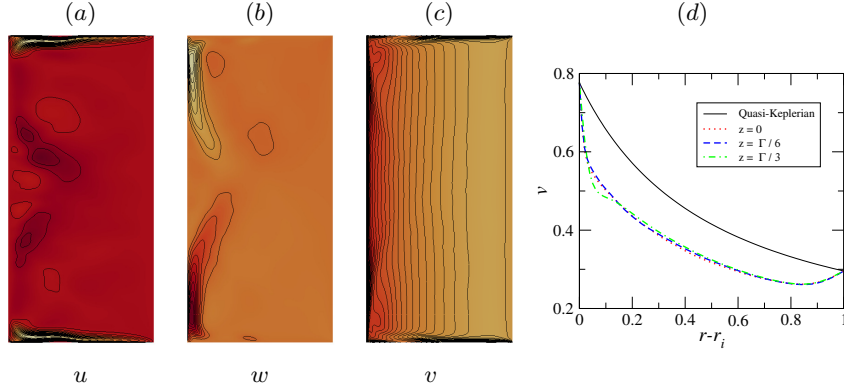 (a)
(b)
(c)
(d)
0.8
0.6
0.4
0.2
v
Quasi-Keplerian
z = 0
z = Γ / 6
z = Γ / 3
0
0.2
0.4
0.6
0.8
1
r-ri
u
w
v